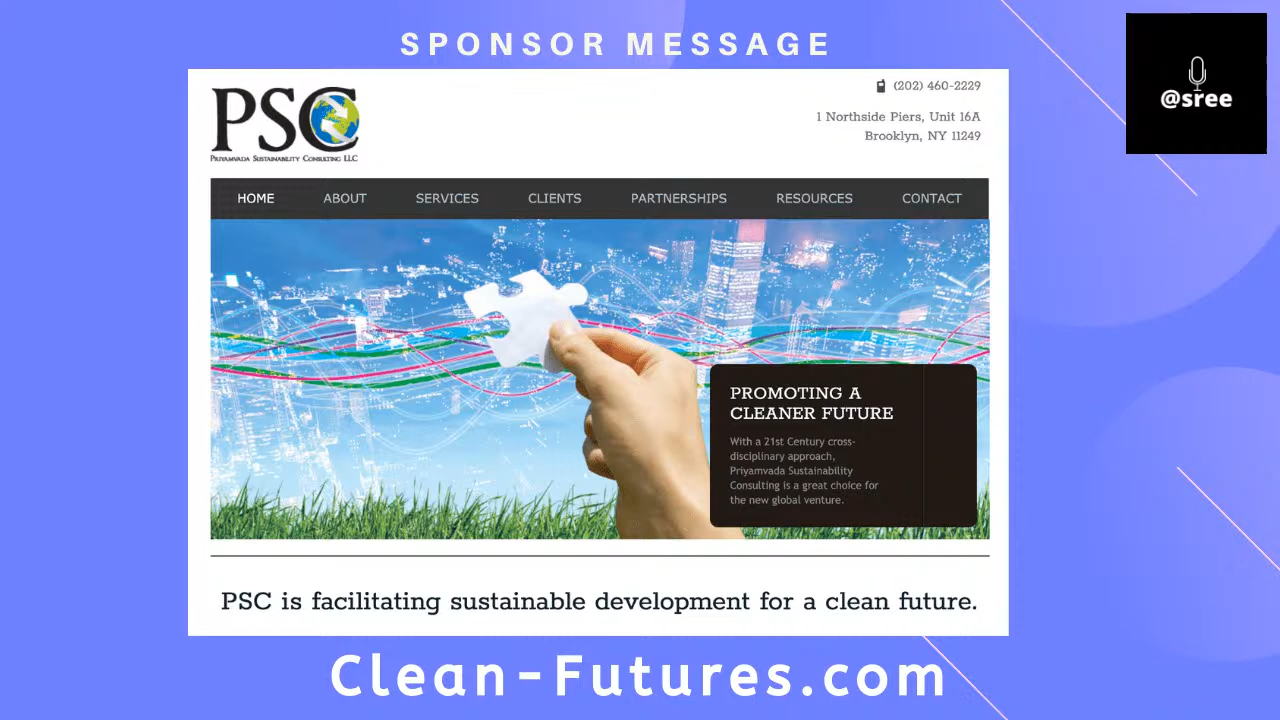 SPONSOR MESSAGE
@sree
PSC
PRIYAMVADA SUSTAINABILITY CONSULTING LLC
(202) 460-2229
1 Northside Piers, Unit 16A
Brooklyn, NY 11249
HOME ABOUT SERVICES CLIENTS PARTNERSHIPS RESOURCES CONTACT
PROMOTING A
CLEANER FUTURE
With a 21st Century cross-
disciplinary approach,
Priyamvada Sustainability
Consulting is a great choice for
the new global venture.
PSC is facilitating sustainable development for a clean future.
Clean-Futures.com